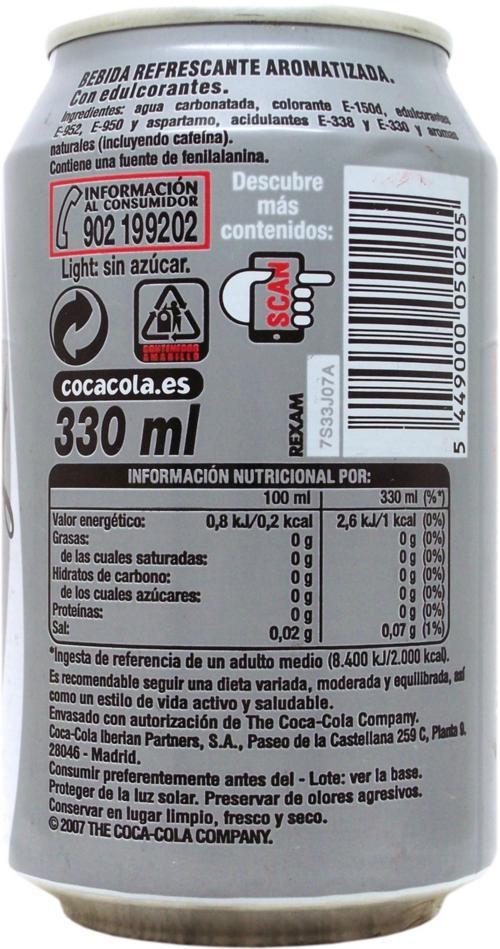 BEBIDA REFRESCANTE AROMATIZADA.
Con edulcorantes.
Ingredientes: agua carbonatada, colorante E-150d, edulcorantes
E-952, E-950 y aspartamo, acidulantes E-338 y E-330 y aromas
naturales (incluyendo cafeína).
Contiene una fuente de fenilalanina.
INFORMACIÓN
AL CONSUMIDOR
902 199202
Light: sin azúcar.
Descubre
más
contenidos:
SCAN
CONTENEDOR
AMARILLO
cocacola.es
330 ml
REXAM
7S33J07A
5 449000 050205
INFORMACIÓN NUTRICIONAL POR:
100 ml 330 ml (%*)
Valor energético: 0,8 kJ/0,2 kcal 2,6 kJ/1 kcal (0%)
Grasas: 0 g 0 g (0%)
de las cuales saturadas: 0 g 0 g (0%)
Hidratos de carbono: 0 g 0 g (0%)
de los cuales azúcares: 0 g 0 g (0%)
Proteínas: 0 g 0 g (0%)
Sal: 0,02 g 0,07 g (1%)
*Ingesta de referencia de un adulto medio (8.400 kJ/2.000 kcal).
Es recomendable seguir una dieta variada, moderada y equilibrada, así
como un estilo de vida activo y saludable.
Envasado con autorización de The Coca-Cola Company.
Coca-Cola Iberian Partners, S.A., Paseo de la Castellana 259 C, Planta 9.
28046 - Madrid.
Consumir preferentemente antes del - Lote: ver la base.
Proteger de la luz solar. Preservar de olores agresivos.
Conservar en lugar limpio, fresco y seco.
© 2007 THE COCA-COLA COMPANY.